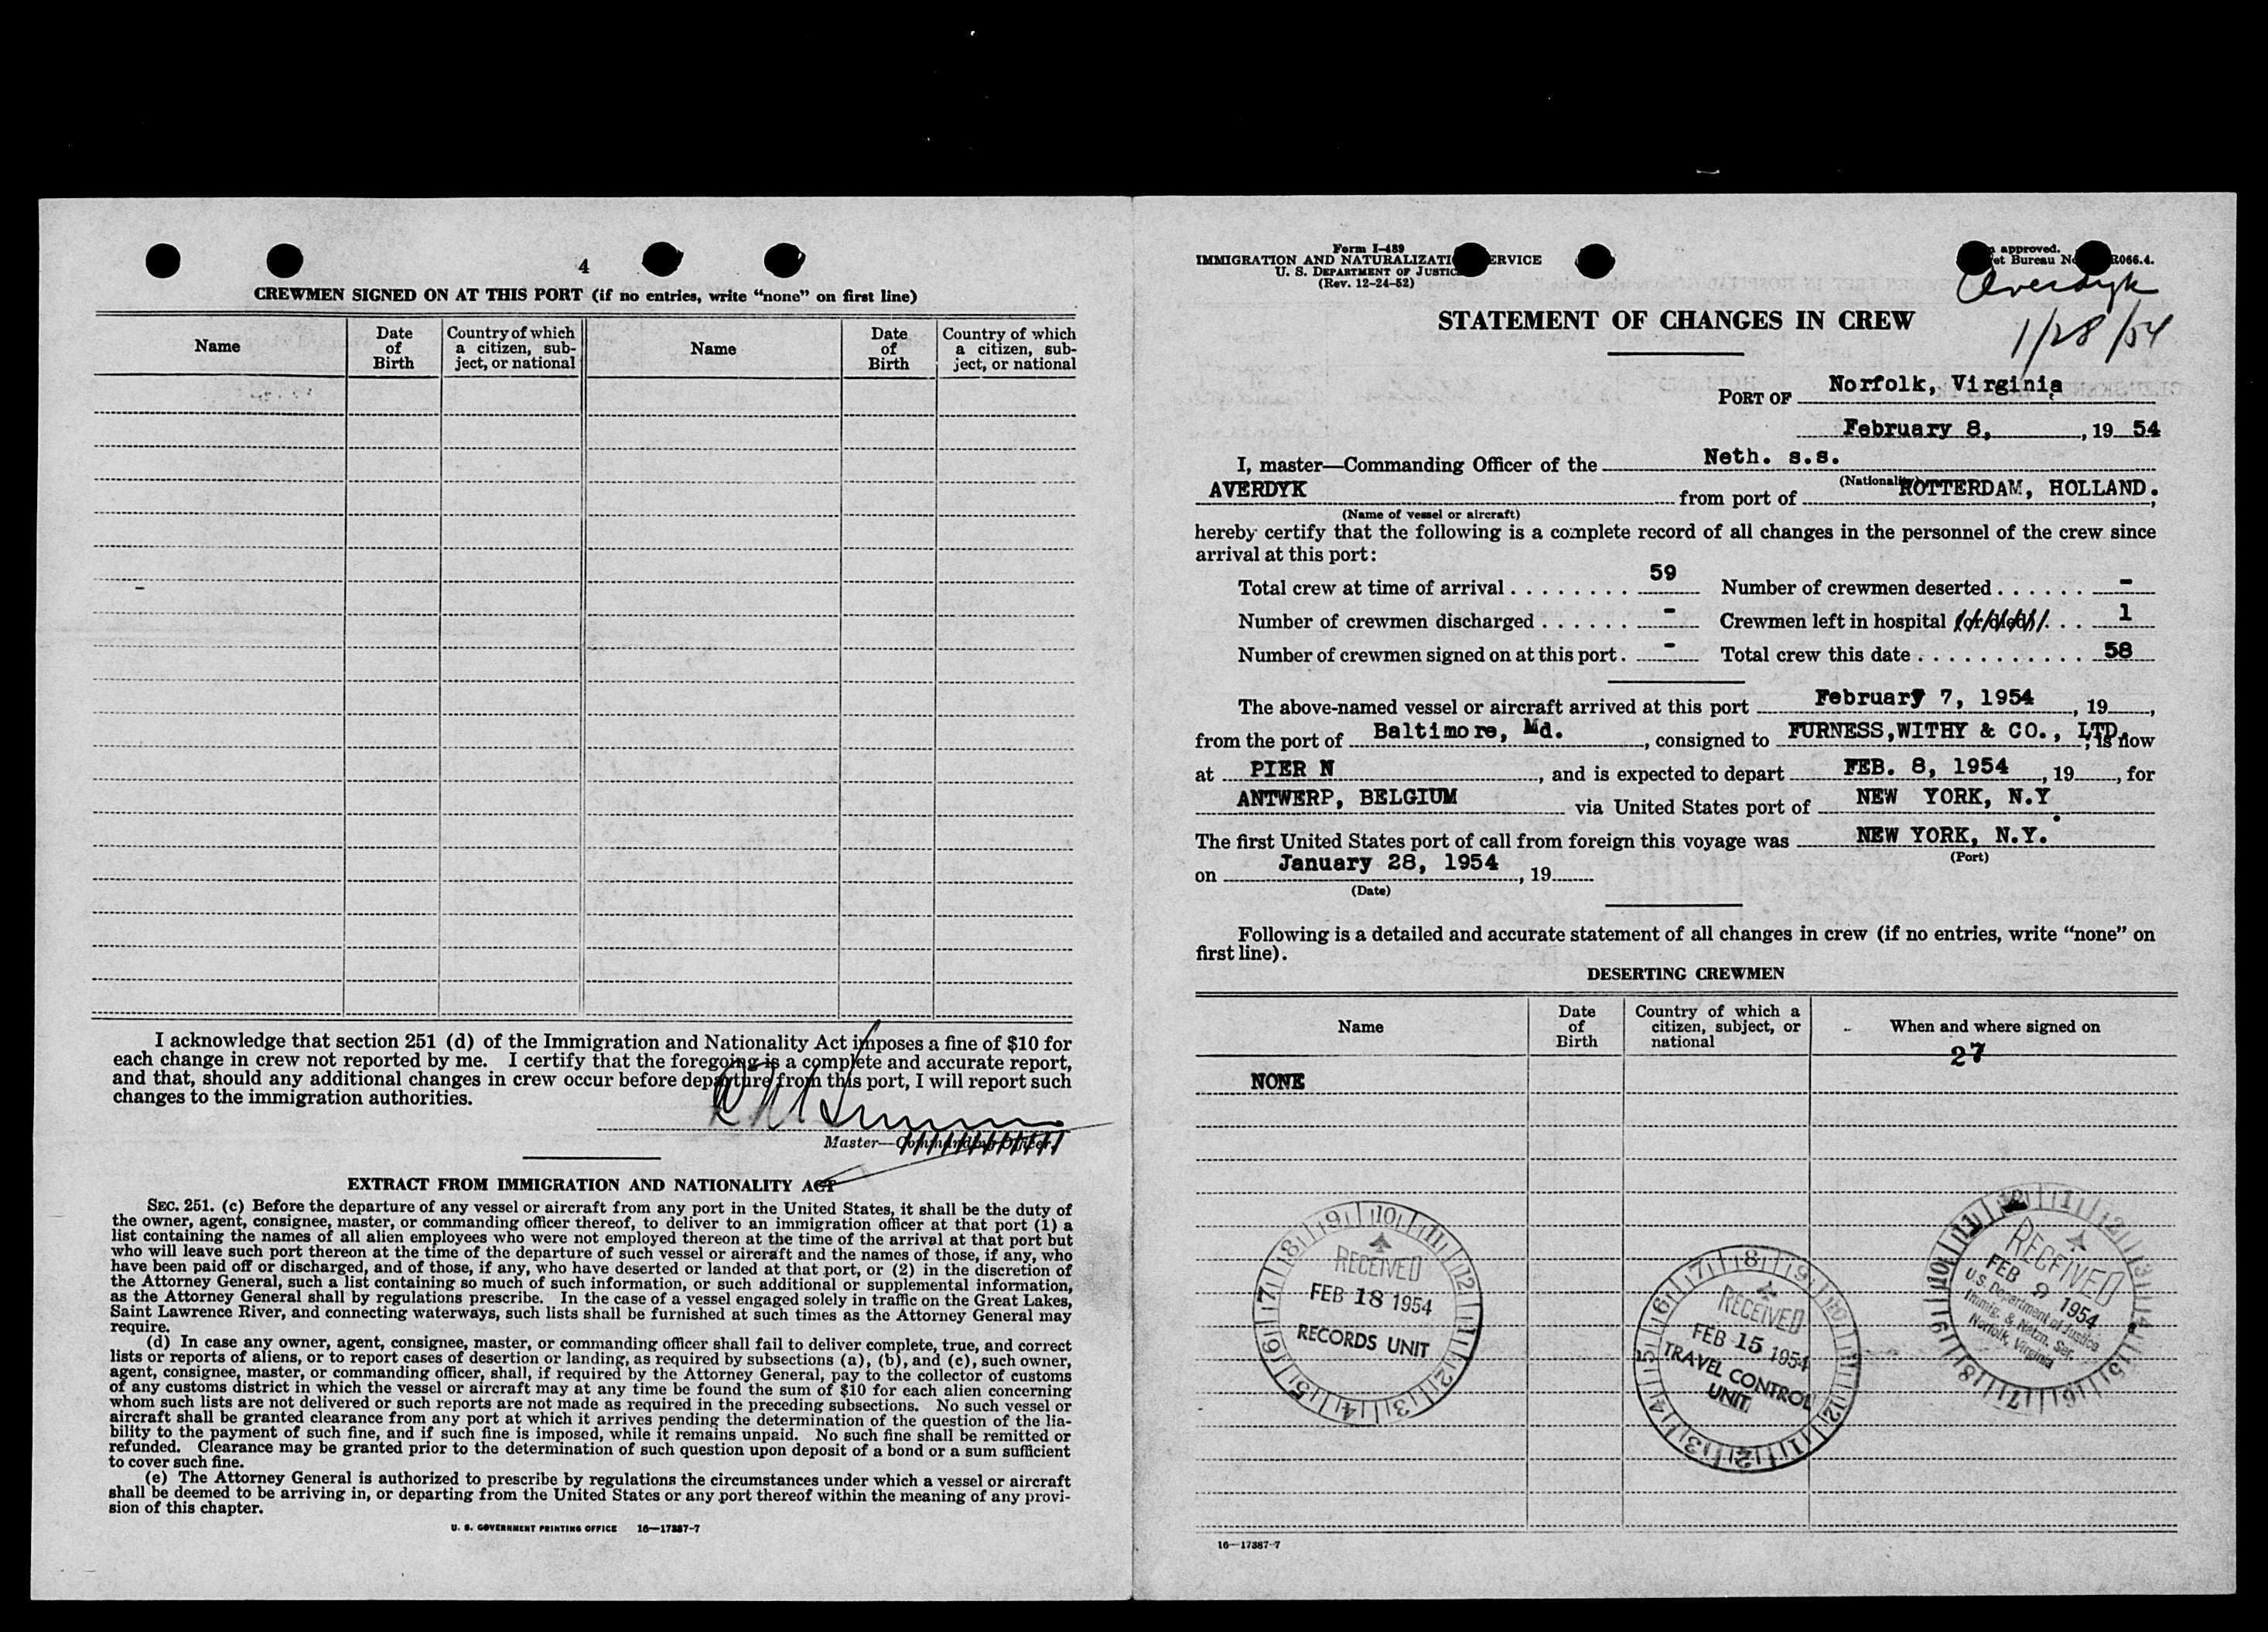 4
CREWMEN SIGNED ON AT THIS PORT (if no entries, write "none" on first line)
Name | Date of Birth | Country of which a citizen, subject, or national | Name | Date of Birth | Country of which a citizen, subject, or national
I acknowledge that section 251 (d) of the Immigration and Nationality Act imposes a fine of $10 for
each change in crew not reported by me. I certify that the foregoing is a complete and accurate report,
and that, should any additional changes in crew occur before departure from this port, I will report such
changes to the immigration authorities.
Master—Commanding Officer.
EXTRACT FROM IMMIGRATION AND NATIONALITY ACT
SEC. 251. (c) Before the departure of any vessel or aircraft from any port in the United States, it shall be the duty of
the owner, agent, consignee, master, or commanding officer thereof, to deliver to an immigration officer at that port (1) a
list containing the names of all alien employees who were not employed thereon at the time of the arrival at that port but
who will leave such port thereon at the time of the departure of such vessel or aircraft and the names of those, if any, who
have been paid off or discharged, and of those, if any, who have deserted or landed at that port, or (2) in the discretion of
the Attorney General, such a list containing so much of such information, or such additional or supplemental information,
as the Attorney General shall by regulations prescribe. In the case of a vessel engaged solely in traffic on the Great Lakes,
Saint Lawrence River, and connecting waterways, such lists shall be furnished at such times as the Attorney General may
require.
(d) In case any owner, agent, consignee, master, or commanding officer shall fail to deliver complete, true, and correct
lists or reports of aliens, or to report cases of desertion or landing, as required by subsections (a), (b), and (c), such owner,
agent, consignee, master, or commanding officer, shall, if required by the Attorney General, pay to the collector of customs
of any customs district in which the vessel or aircraft may at any time be found the sum of $10 for each alien concerning
whom such lists are not delivered or such reports are not made as required in the preceding subsections. No such vessel or
aircraft shall be granted clearance from any port at which it arrives pending the determination of the question of the lia-
bility to the payment of such fine, and if such fine is imposed, while it remains unpaid. No such fine shall be remitted or
refunded. Clearance may be granted prior to the determination of such question upon deposit of a bond or a sum sufficient
to cover such fine.
(e) The Attorney General is authorized to prescribe by regulations the circumstances under which a vessel or aircraft
shall be deemed to be arriving in, or departing from the United States or any port thereof within the meaning of any provi-
sion of this chapter.
U. S. GOVERNMENT PRINTING OFFICE 16—17387-7
Form I-489
IMMIGRATION AND NATURALIZATI ERVICE
U. S. DEPARTMENT OF JUSTIC
(Rev. 12-24-52)
approved.
et Bureau N R066.4.
Averdyk
1/28/54
STATEMENT OF CHANGES IN CREW
PORT OF Norfolk, Virginia
February 8, , 19 54
I, master—Commanding Officer of the Neth. s.s.
(Nationality)
AVERDYK from port of ROTTERDAM, HOLLAND.
(Name of vessel or aircraft)
hereby certify that the following is a complete record of all changes in the personnel of the crew since
arrival at this port:
Total crew at time of arrival 59 Number of crewmen deserted -
Number of crewmen discharged - Crewmen left in hospital (or died) 1
Number of crewmen signed on at this port - Total crew this date 58
The above-named vessel or aircraft arrived at this port February 7, 1954 , 19 ,
from the port of Baltimore, Md. , consigned to FURNESS,WITHY & CO., LTD. , is now
at PIER N , and is expected to depart FEB. 8, 1954 , 19 , for
ANTWERP, BELGIUM via United States port of NEW YORK, N.Y.
The first United States port of call from foreign this voyage was NEW YORK, N.Y.
(Port)
on January 28, 1954 , 19
(Date)
Following is a detailed and accurate statement of all changes in crew (if no entries, write "none" on
first line).
DESERTING CREWMEN
Name | Date of Birth | Country of which a citizen, subject, or national | When and where signed on
27
NONE
RECEIVED
FEB 18 1954
RECORDS UNIT
RECEIVED
FEB 15 1954
TRAVEL CONTROL
UNIT
RECEIVED
FEB 9 1954
U.S. Department of Justice
Immig. & Natzn. Ser.
Norfolk, Virginia
16—17387-7